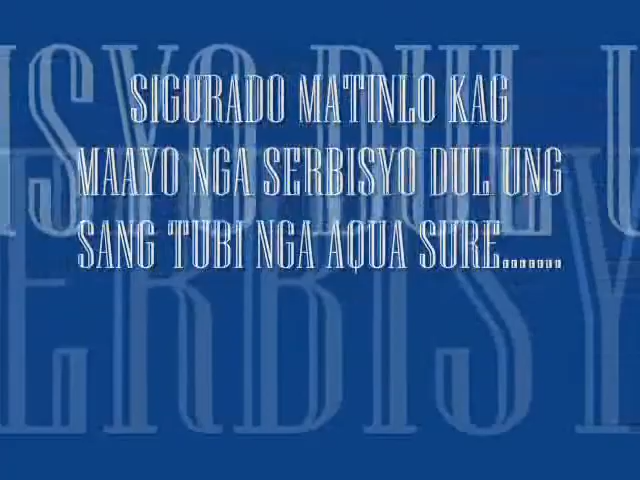 SIGURADO MATINLO KAG
MAAYO NGA SERBISYO DUL UNG
SANG TUBI NGA AQUA SURE.......